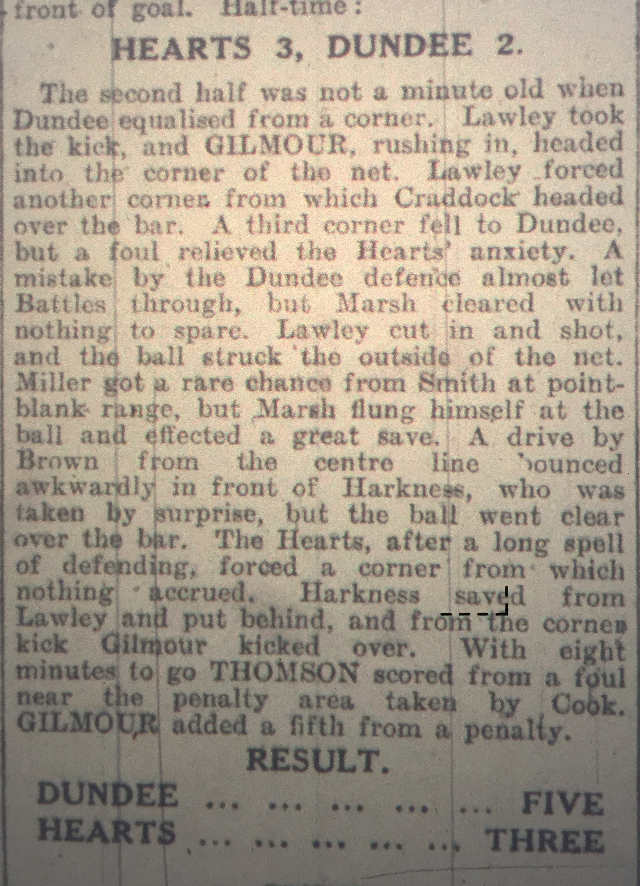 front of goal. Half-time:
HEARTS 3, DUNDEE 2.
The second half was not a minute old when
Dundee equalised from a corner. Lawley took
the kick, and GILMOUR, rushing in, headed
into the corner of the net. Lawley forced
another corner from which Craddock headed
over the bar. A third corner fell to Dundee,
but a foul relieved the Hearts' anxiety. A
mistake by the Dundee defence almost let
Battles through, but Marsh cleared with
nothing to spare. Lawley cut in and shot,
and the ball struck the outside of the net.
Miller got a rare chance from Smith at point-
blank range, but Marsh flung himself at the
ball and effected a great save. A drive by
Brown from the centre line bounced
awkwardly in front of Harkness, who was
taken by surprise, but the ball went clear
over the bar. The Hearts, after a long spell
of defending, forced a corner from which
nothing accrued. Harkness saved from
Lawley and put behind, and from the corner
kick Gilmour kicked over. With eight
minutes to go THOMSON scored from a foul
near the penalty area taken by Cook.
GILMOUR added a fifth from a penalty.
RESULT.
DUNDEE ... ... ... ... ... FIVE
HEARTS ... ... ... ... ... THREE